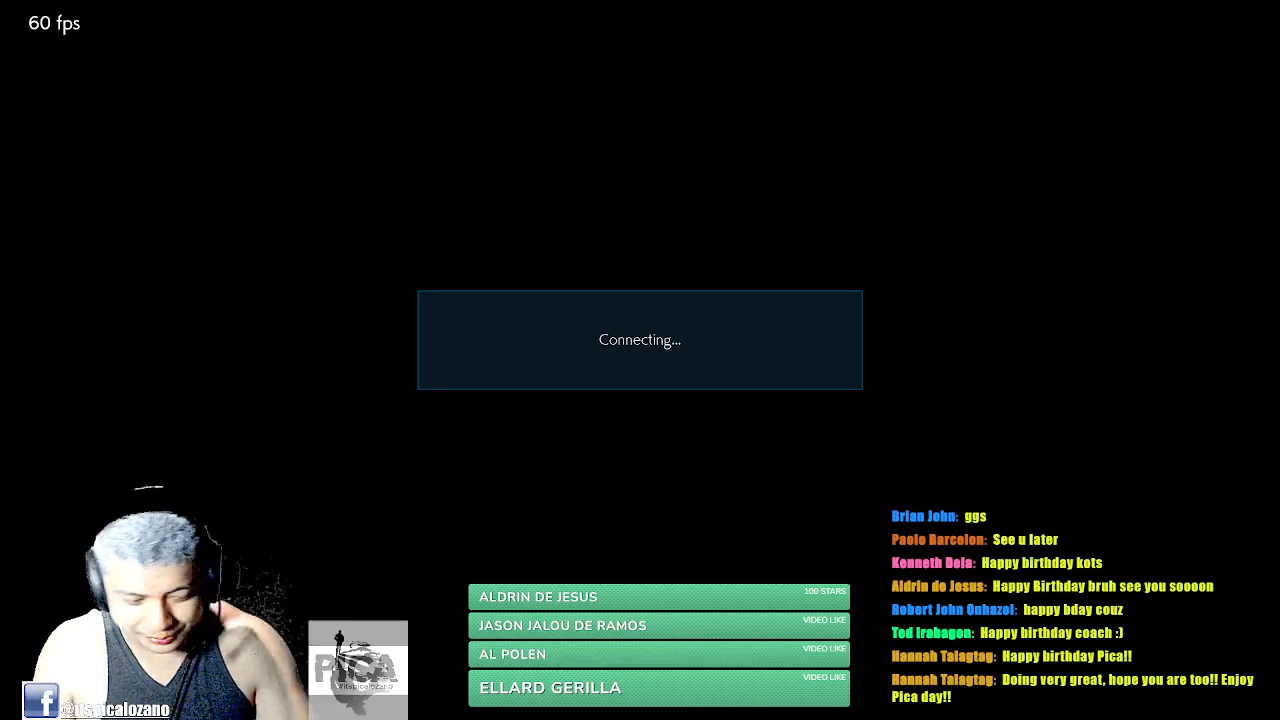 60 fps
Connecting...
Brian John: ggs
Paolo Barcelon: See u later
Kenneth Dela: Happy birthday kots
Aldrin de Jesus: Happy Birthday bruh see you soooon
Robert John Onhazol: happy bday couz
Ted Irabagon: Happy birthday coach :)
Hannah Talagtag: Happy birthday Pica!!
Hannah Talagtag: Doing very great, hope you are too!! Enjoy
Pica day!!
ALDRIN DE JESUS 100 STARS
JASON JALOU DE RAMOS VIDEO LIKE
AL POLEN VIDEO LIKE
ELLARD GERILLA VIDEO LIKE
PICA
#itspicalozano
f @itspicalozano